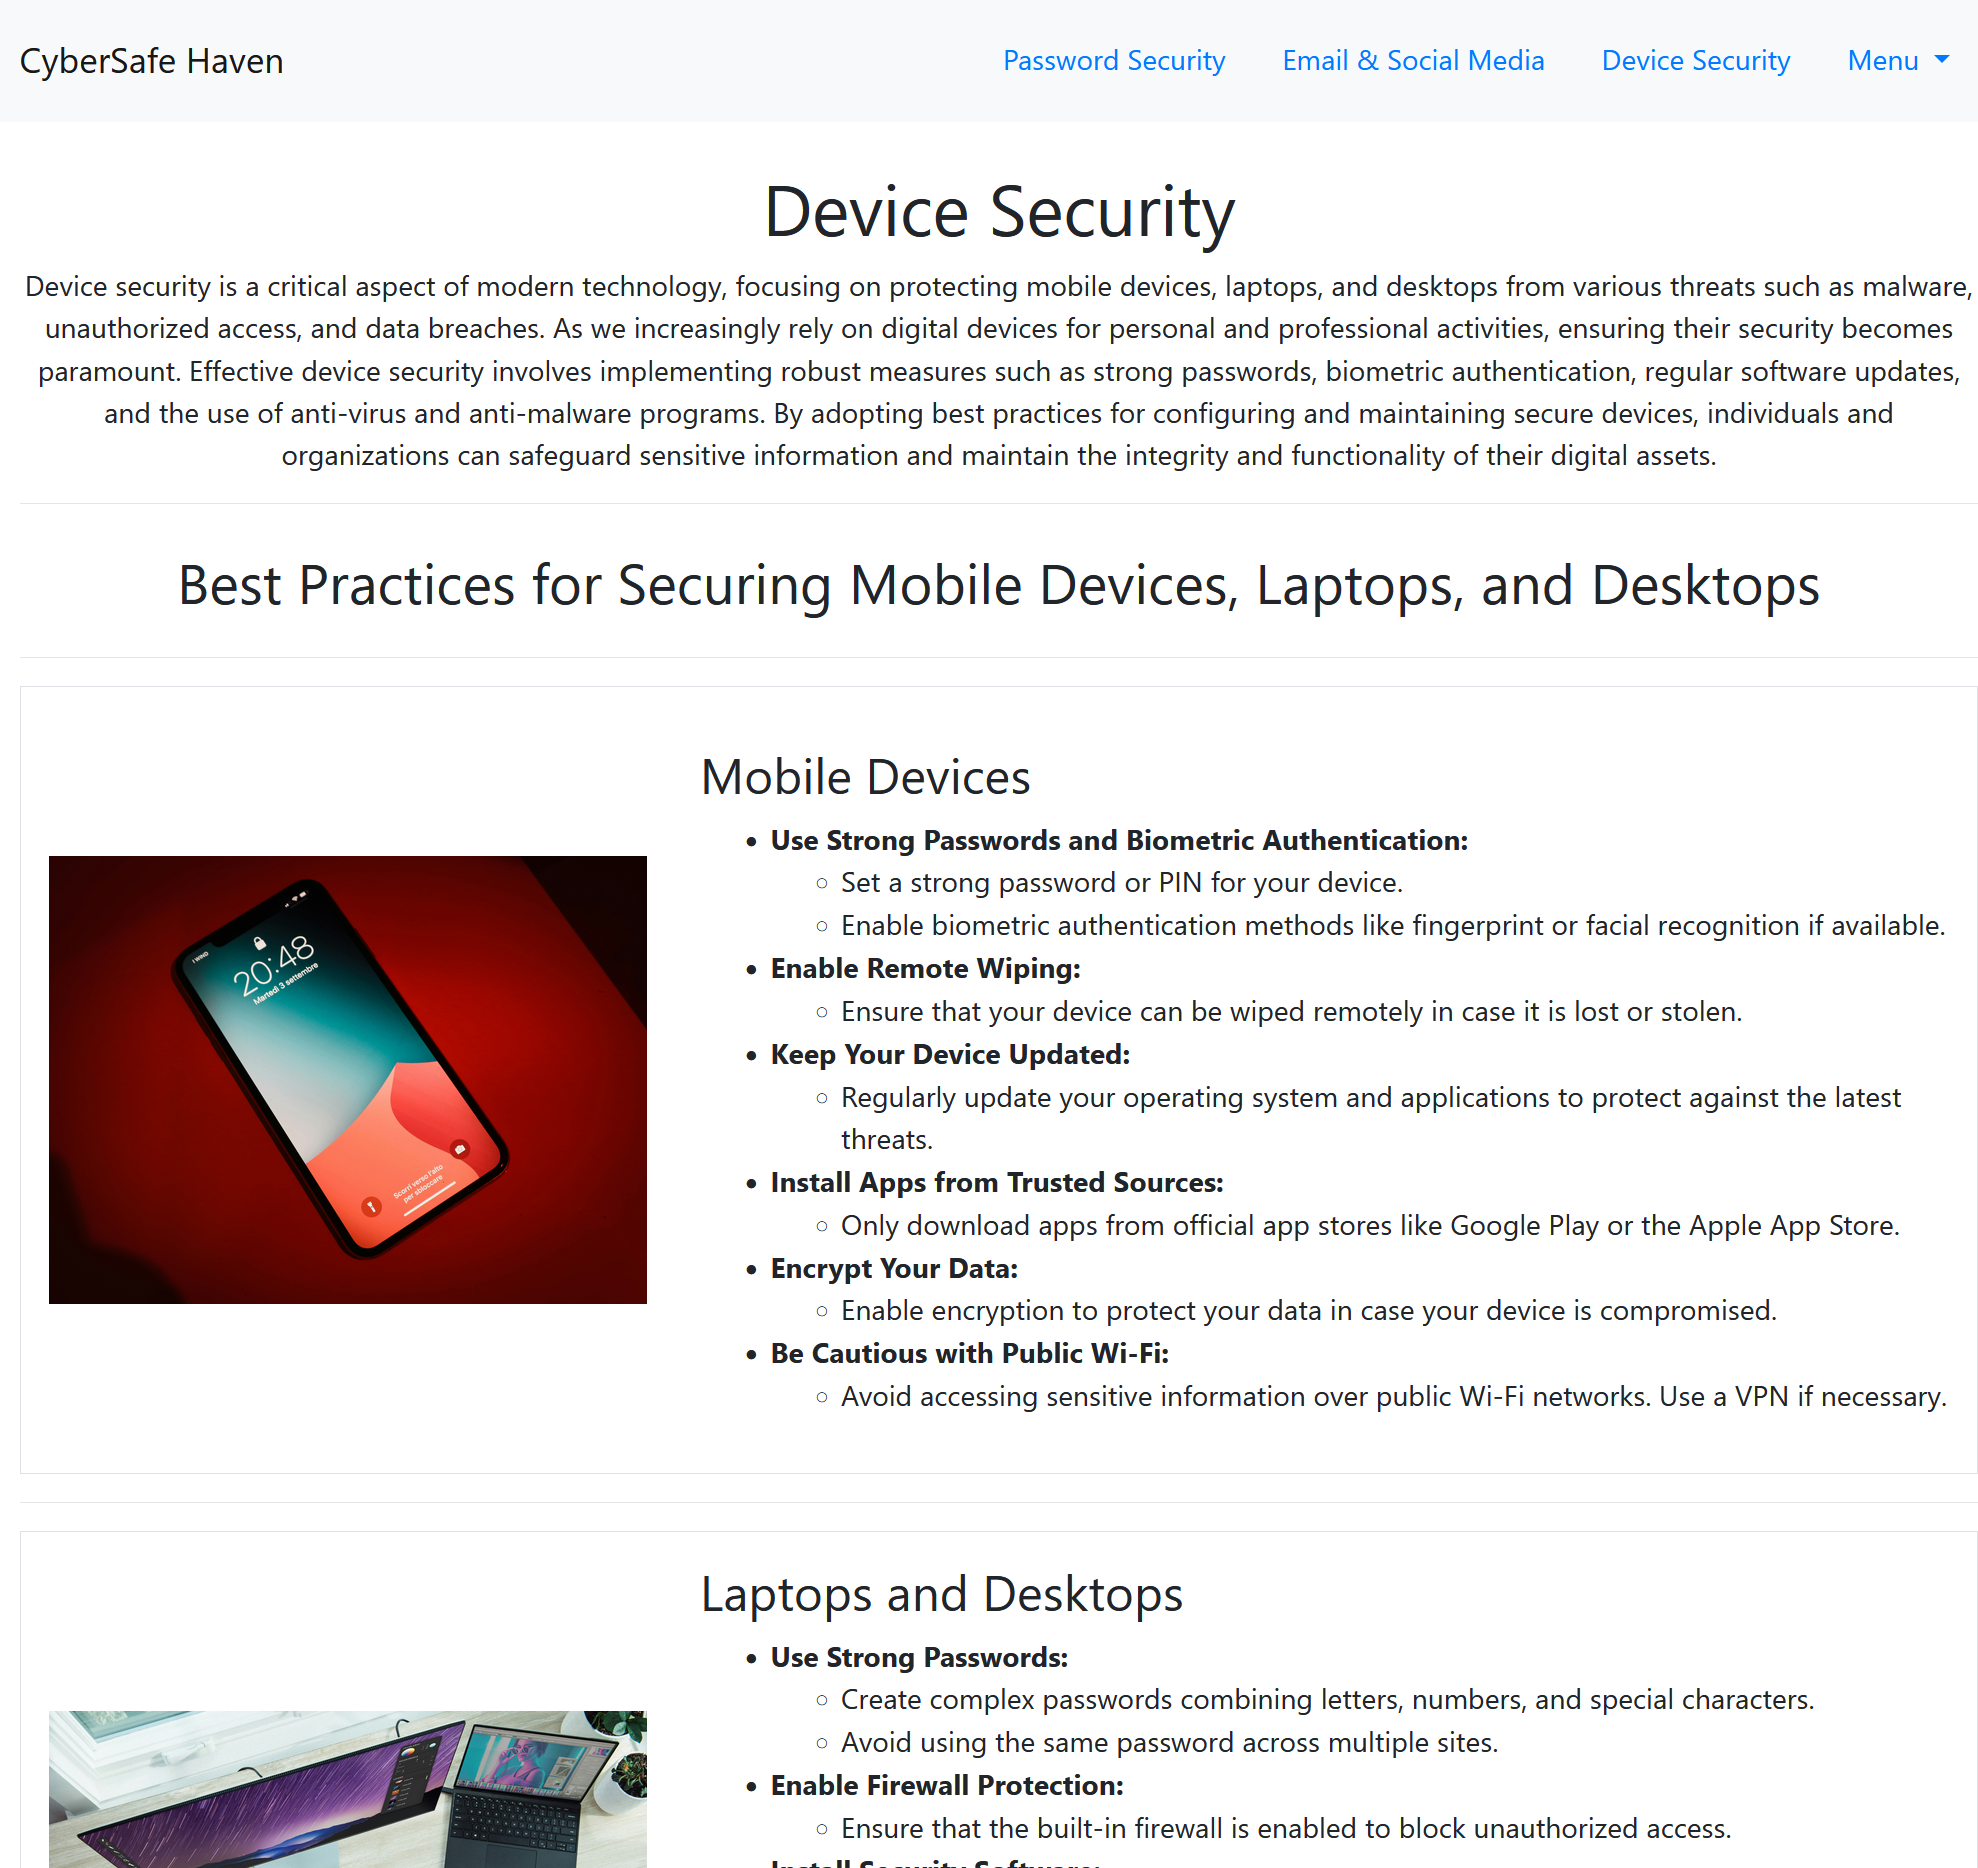 CyberSafe Haven
Password Security
Email & Social Media
Device Security
Menu
Device Security
Device security is a critical aspect of modern technology, focusing on protecting mobile devices, laptops, and desktops from various threats such as malware,
unauthorized access, and data breaches. As we increasingly rely on digital devices for personal and professional activities, ensuring their security becomes
paramount. Effective device security involves implementing robust measures such as strong passwords, biometric authentication, regular software updates,
and the use of anti-virus and anti-malware programs. By adopting best practices for configuring and maintaining secure devices, individuals and
organizations can safeguard sensitive information and maintain the integrity and functionality of their digital assets.
Best Practices for Securing Mobile Devices, Laptops, and Desktops
I WIND
20:48
Martedì 3 settembre
Scorri verso l'alto
per sbloccare
Mobile Devices
Use Strong Passwords and Biometric Authentication:
Set a strong password or PIN for your device.
Enable biometric authentication methods like fingerprint or facial recognition if available.
Enable Remote Wiping:
Ensure that your device can be wiped remotely in case it is lost or stolen.
Keep Your Device Updated:
Regularly update your operating system and applications to protect against the latest
threats.
Install Apps from Trusted Sources:
Only download apps from official app stores like Google Play or the Apple App Store.
Encrypt Your Data:
Enable encryption to protect your data in case your device is compromised.
Be Cautious with Public Wi-Fi:
Avoid accessing sensitive information over public Wi-Fi networks. Use a VPN if necessary.
Laptops and Desktops
Use Strong Passwords:
Create complex passwords combining letters, numbers, and special characters.
Avoid using the same password across multiple sites.
Enable Firewall Protection:
Ensure that the built-in firewall is enabled to block unauthorized access.
Install Security Software: